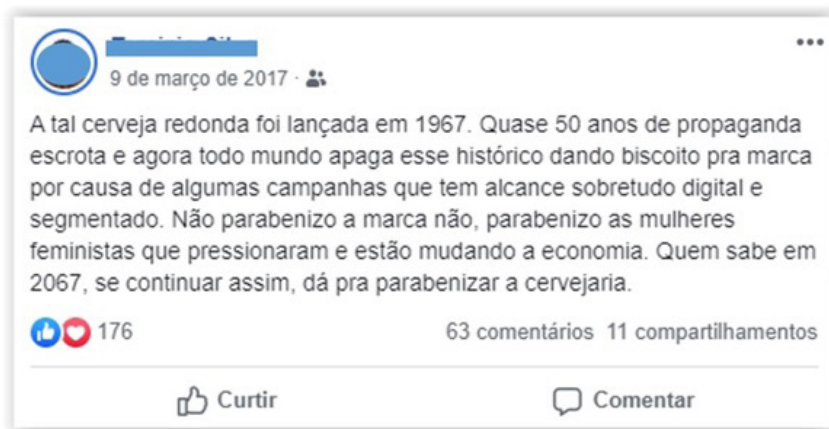 9 de março de 2017 ·
A tal cerveja redonda foi lançada em 1967. Quase 50 anos de propaganda
escrota e agora todo mundo apaga esse histórico dando biscoito pra marca
por causa de algumas campanhas que tem alcance sobretudo digital e
segmentado. Não parabenizo a marca não, parabenizo as mulheres
feministas que pressionaram e estão mudando a economia. Quem sabe em
2067, se continuar assim, dá pra parabenizar a cervejaria.
176 63 comentários 11 compartilhamentos
Curtir Comentar